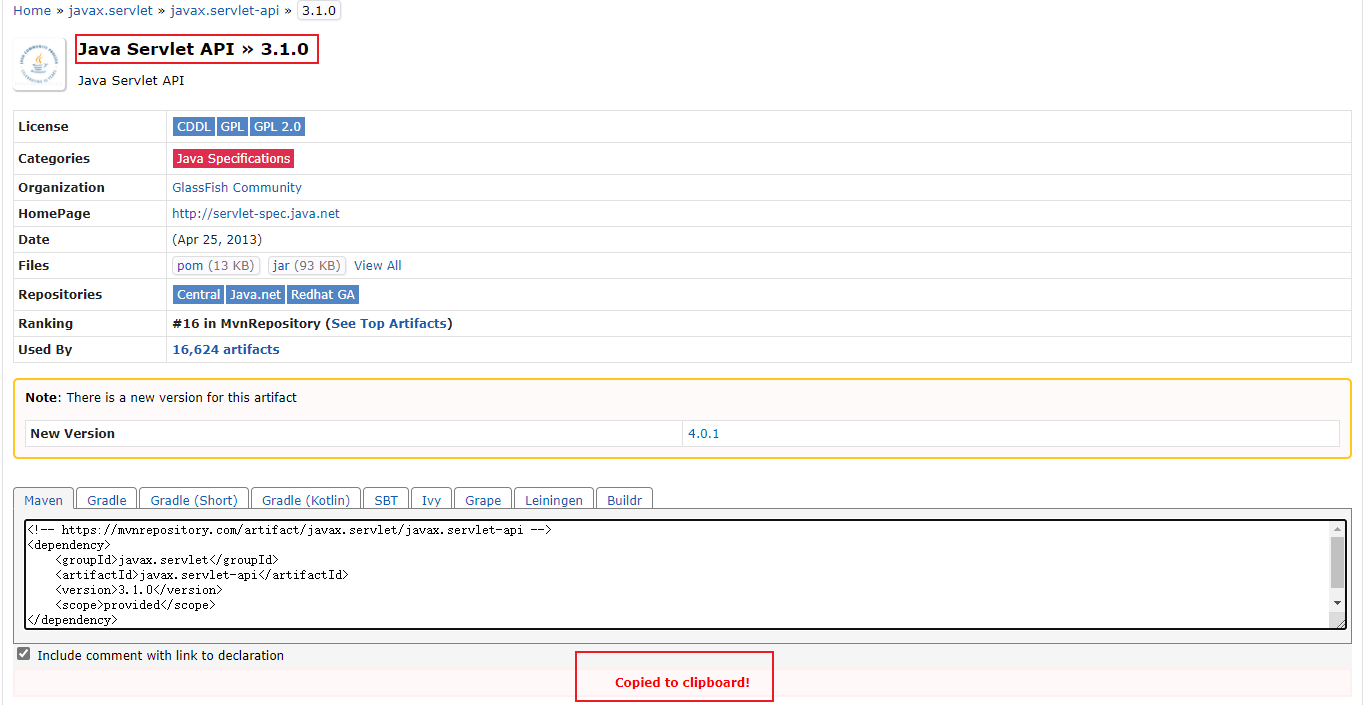 Home » javax.servlet » javax.servlet-api » 3.1.0
Java Servlet API » 3.1.0
Java Servlet API
License CDDL GPL GPL 2.0
Categories Java Specifications
Organization GlassFish Community
HomePage http://servlet-spec.java.net
Date (Apr 25, 2013)
Files pom (13 KB) jar (93 KB) View All
Repositories Central Java.net Redhat GA
Ranking #16 in MvnRepository (See Top Artifacts)
Used By 16,624 artifacts
Note: There is a new version for this artifact
New Version 4.0.1
Maven Gradle Gradle (Short) Gradle (Kotlin) SBT Ivy Grape Leiningen Buildr
<!-- https://mvnrepository.com/artifact/javax.servlet/javax.servlet-api -->
<dependency>
    <groupId>javax.servlet</groupId>
    <artifactId>javax.servlet-api</artifactId>
    <version>3.1.0</version>
    <scope>provided</scope>
</dependency>
Include comment with link to declaration
Copied to clipboard!